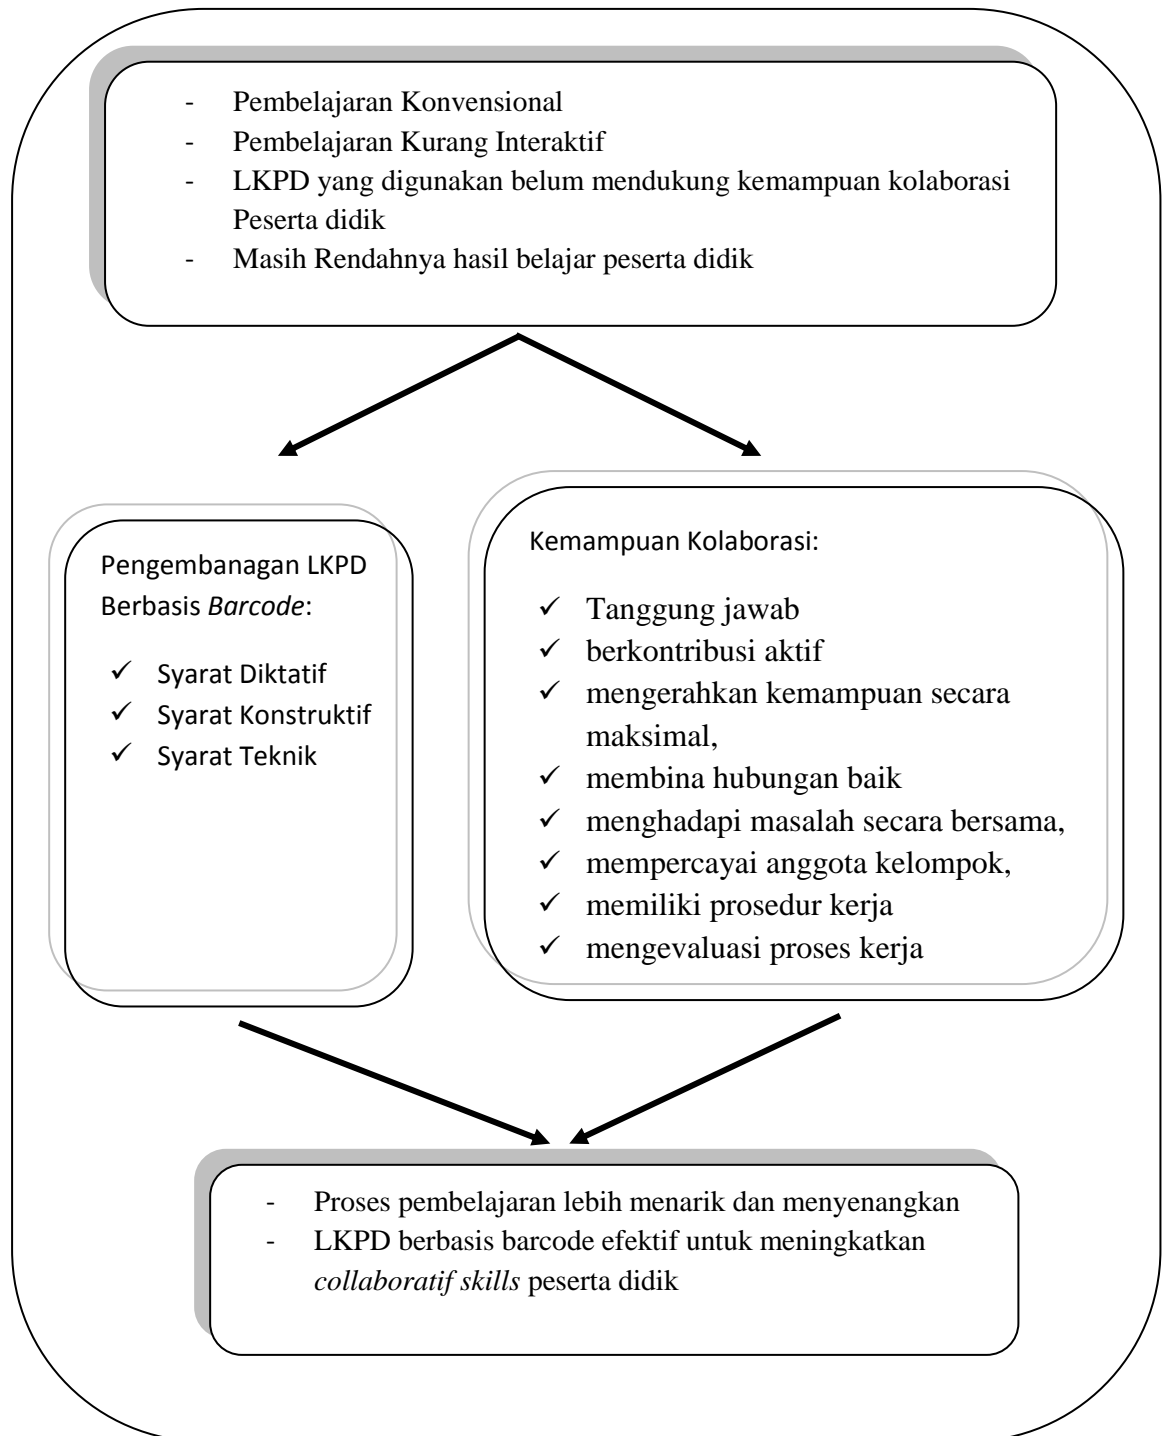 - Pembelajaran Konvensional
- Pembelajaran Kurang Interaktif
- LKPD yang digunakan belum mendukung kemampuan kolaborasi
Peserta didik
- Masih Rendahnya hasil belajar peserta didik
Pengembanagan LKPD
Berbasis Barcode:
✓ Syarat Diktatif
✓ Syarat Konstruktif
✓ Syarat Teknik
Kemampuan Kolaborasi:
✓ Tanggung jawab
✓ berkontribusi aktif
✓ mengerahkan kemampuan secara
maksimal,
✓ membina hubungan baik
✓ menghadapi masalah secara bersama,
✓ mempercayai anggota kelompok,
✓ memiliki prosedur kerja
✓ mengevaluasi proses kerja
- Proses pembelajaran lebih menarik dan menyenangkan
- LKPD berbasis barcode efektif untuk meningkatkan
collaboratif skills peserta didik